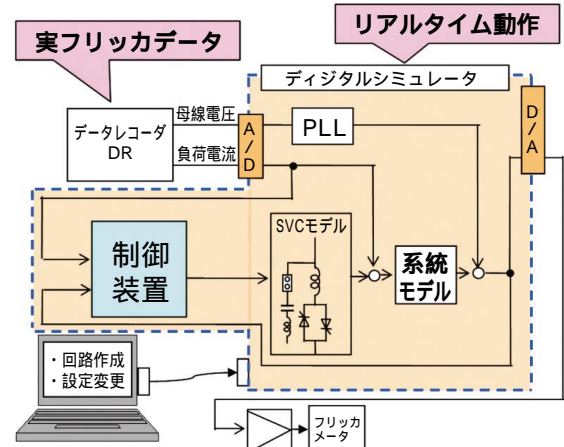 実フリッカデータ
リアルタイム動作
ディジタルシミュレータ
データレコーダ
DR
母線電圧
負荷電流
A/D
PLL
D/A
制御
装置
SVCモデル
系統
モデル
・回路作成
・設定変更
フリッカ
メータ